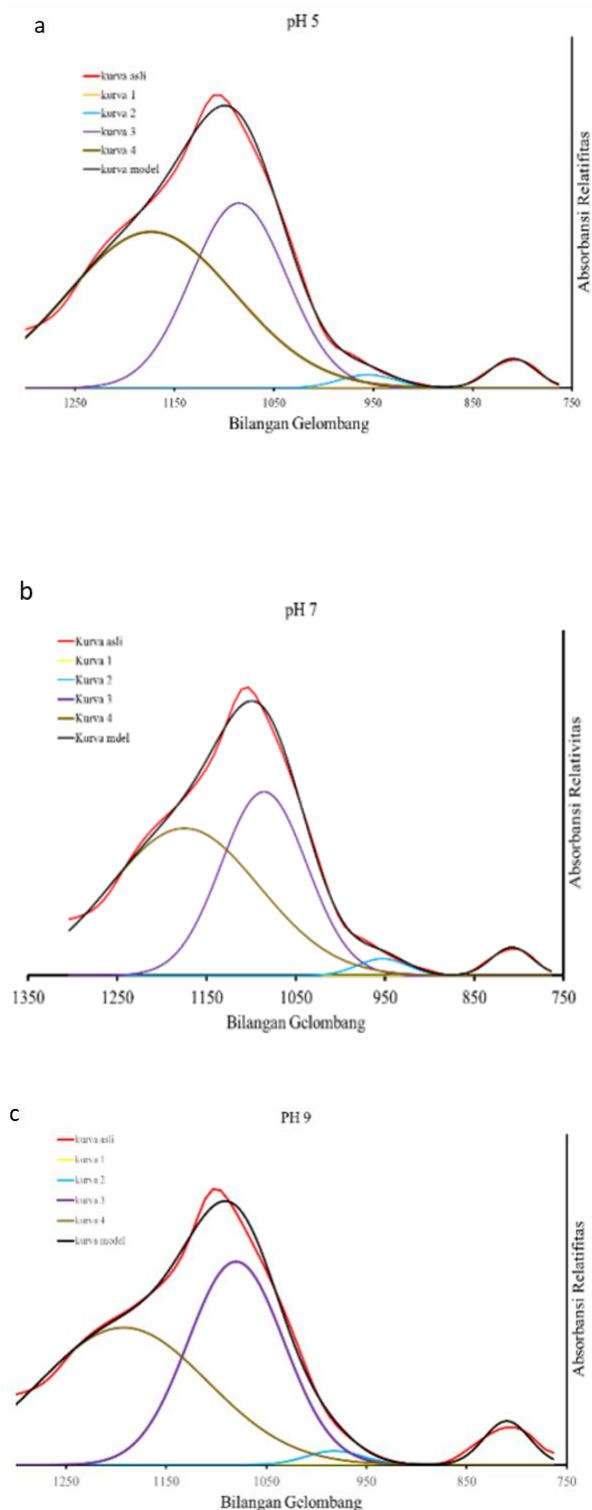 a
pH 5
kurva asli
kurva 1
kurva 2
kurva 3
kurva 4
kurva model
Absorbansi Relatifitas
1250 1150 1050 950 850 750
Bilangan Gelombang
b
pH 7
Kurva asli
Kurva 1
Kurva 2
Kurva 3
Kurva 4
Kurva mdel
Absorbansi Relativitas
1350 1250 1150 1050 950 850 750
Bilangan Gelombang
c
PH 9
kurva asli
kurva 1
kurva 2
kurva 3
kurva 4
kurva model
Absorbansi Relatifitas
1250 1150 1050 950 850 750
Bilangan Gelombang